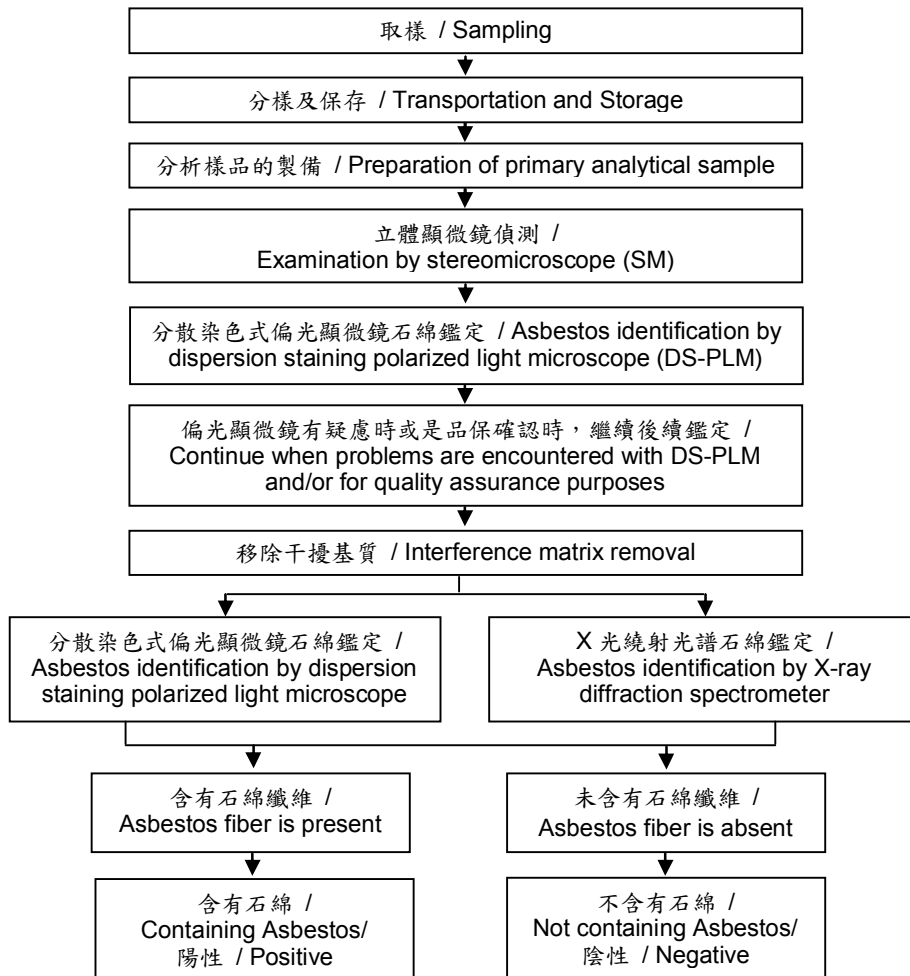 取樣 / Sampling
分樣及保存 / Transportation and Storage
分析樣品的製備 / Preparation of primary analytical sample
立體顯微鏡偵測 /
Examination by stereomicroscope (SM)
分散染色式偏光顯微鏡石綿鑑定 / Asbestos identification by
dispersion staining polarized light microscope (DS-PLM)
偏光顯微鏡有疑慮時或是品保確認時，繼續後續鑑定 /
Continue when problems are encountered with DS-PLM
and/or for quality assurance purposes
移除干擾基質 / Interference matrix removal
分散染色式偏光顯微鏡石綿鑑定 /
Asbestos identification by dispersion
staining polarized light microscope
X 光繞射光譜石綿鑑定 /
Asbestos identification by X-ray
diffraction spectrometer
含有石綿纖維 /
Asbestos fiber is present
未含有石綿纖維 /
Asbestos fiber is absent
含有石綿 /
Containing Asbestos/
陽性 / Positive
不含有石綿 /
Not containing Asbestos/
陰性 / Negative